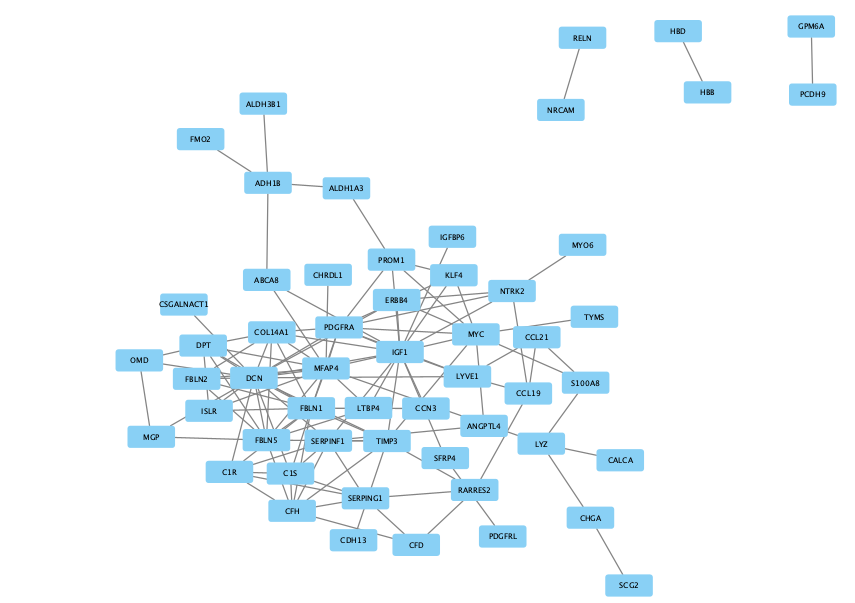 GPM6A
HBD
RELN
PCDH9
HBB
NRCAM
ALDH3B1
FMO2
ADH1B
ALDH1A3
IGFBP6
MYO6
PROM1
CHRDL1
KLF4
ABCA8
NTRK2
ERBB4
CSGALNACT1
TYMS
PDGFRA
COL14A1
MYC
CCL21
DPT
IGF1
OMD
MFAP4
DCN
FBLN2
LYVE1
S100A8
CCL19
ISLR
FBLN1
LTBP4
CCN3
ANGPTL4
MGP
FBLN5
SERPINF1
TIMP3
LYZ
SFRP4
CALCA
C1R
C1S
RARRES2
SERPING1
CFH
CHGA
PDGFRL
CDH13
CFD
SCG2